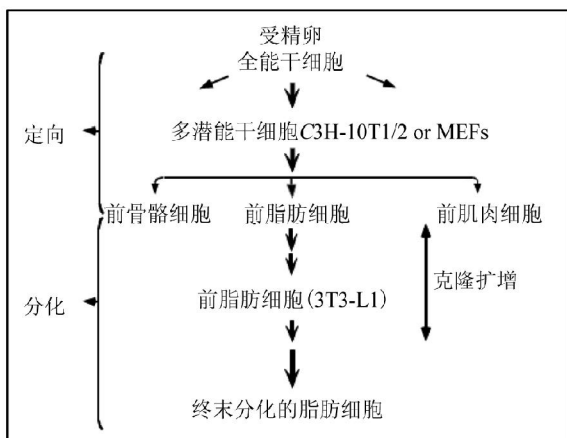 受精卵
全能干细胞
定向
多潜能干细胞C3H-10T1/2 or MEFs
前骨骼细胞
前脂肪细胞
前肌肉细胞
克隆扩增
分化
前脂肪细胞(3T3-L1)
终末分化的脂肪细胞